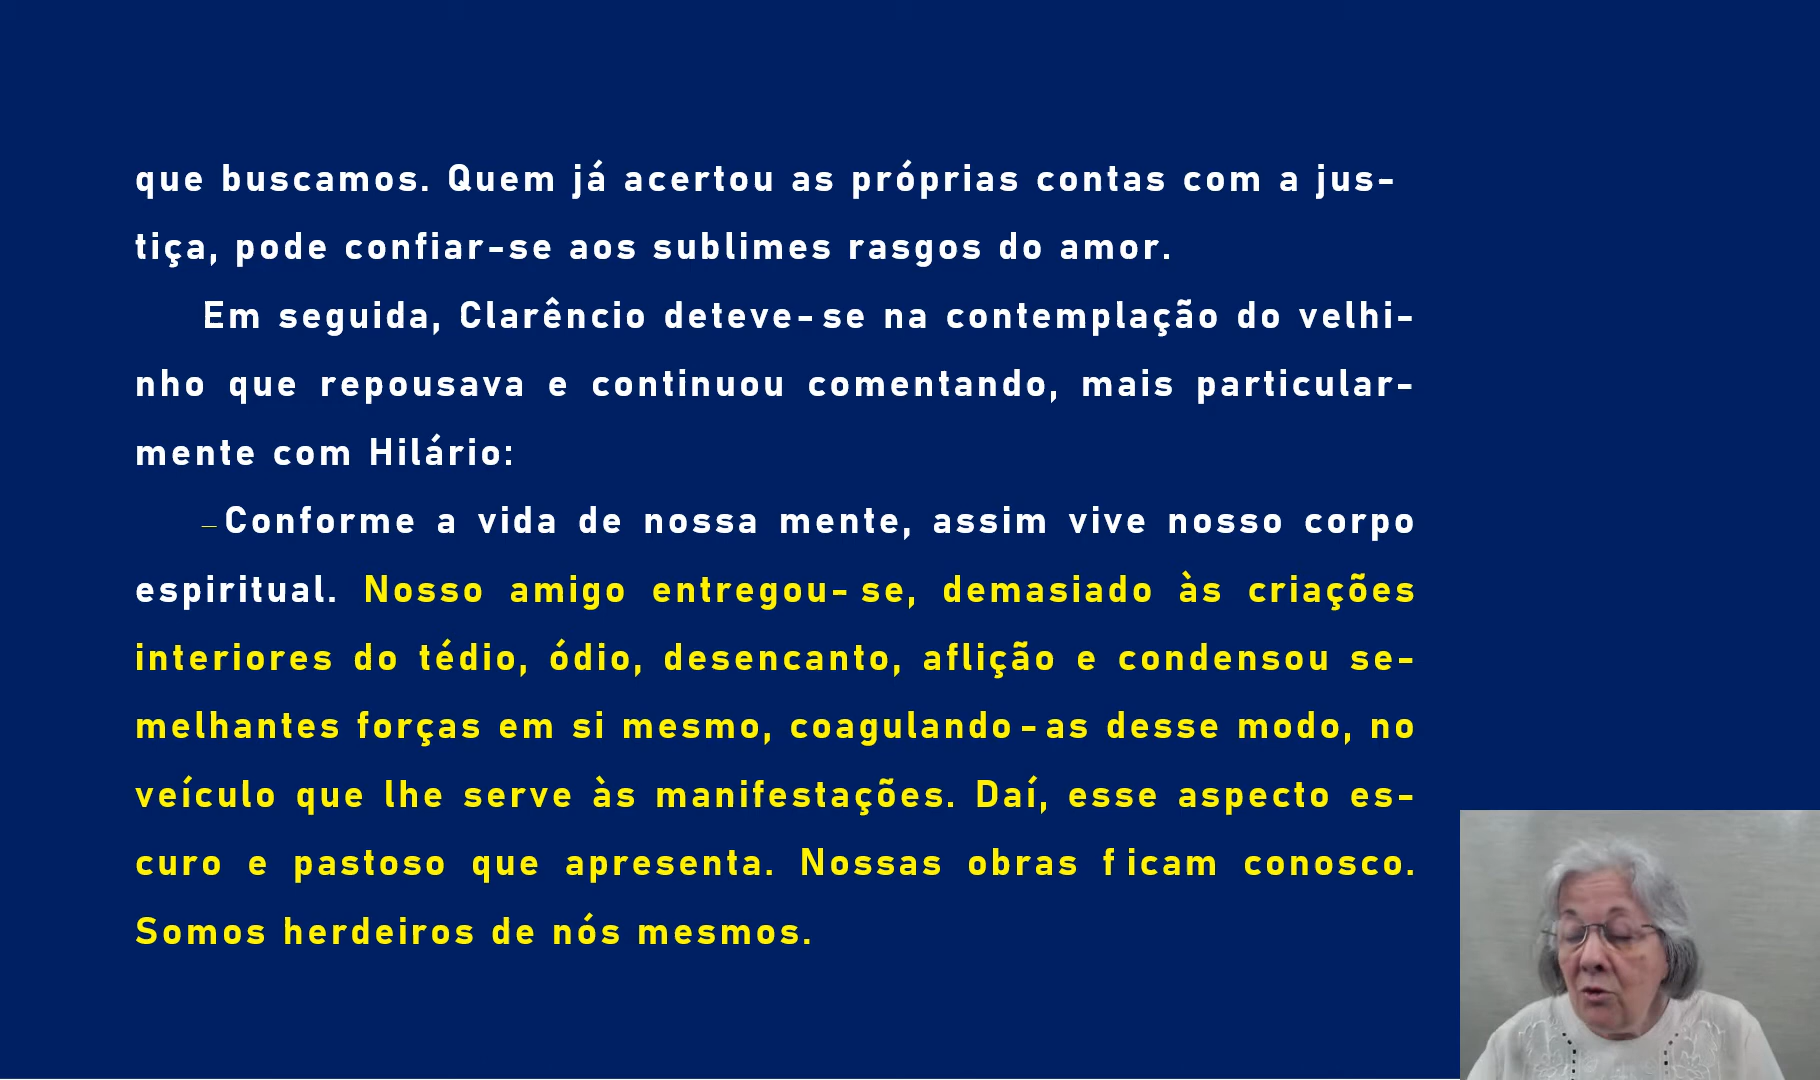 que buscamos. Quem já acertou as próprias contas com a jus-
tiça, pode confiar-se aos sublimes rasgos do amor.
Em seguida, Clarêncio deteve-se na contemplação do velhi-
nho que repousava e continuou comentando, mais particular-
mente com Hilário:
– Conforme a vida de nossa mente, assim vive nosso corpo
espiritual. Nosso amigo entregou-se, demasiado às criações
interiores do tédio, ódio, desencanto, aflição e condensou se-
melhantes forças em si mesmo, coagulando-as desse modo, no
veículo que lhe serve às manifestações. Daí, esse aspecto es-
curo e pastoso que apresenta. Nossas obras ficam conosco.
Somos herdeiros de nós mesmos.